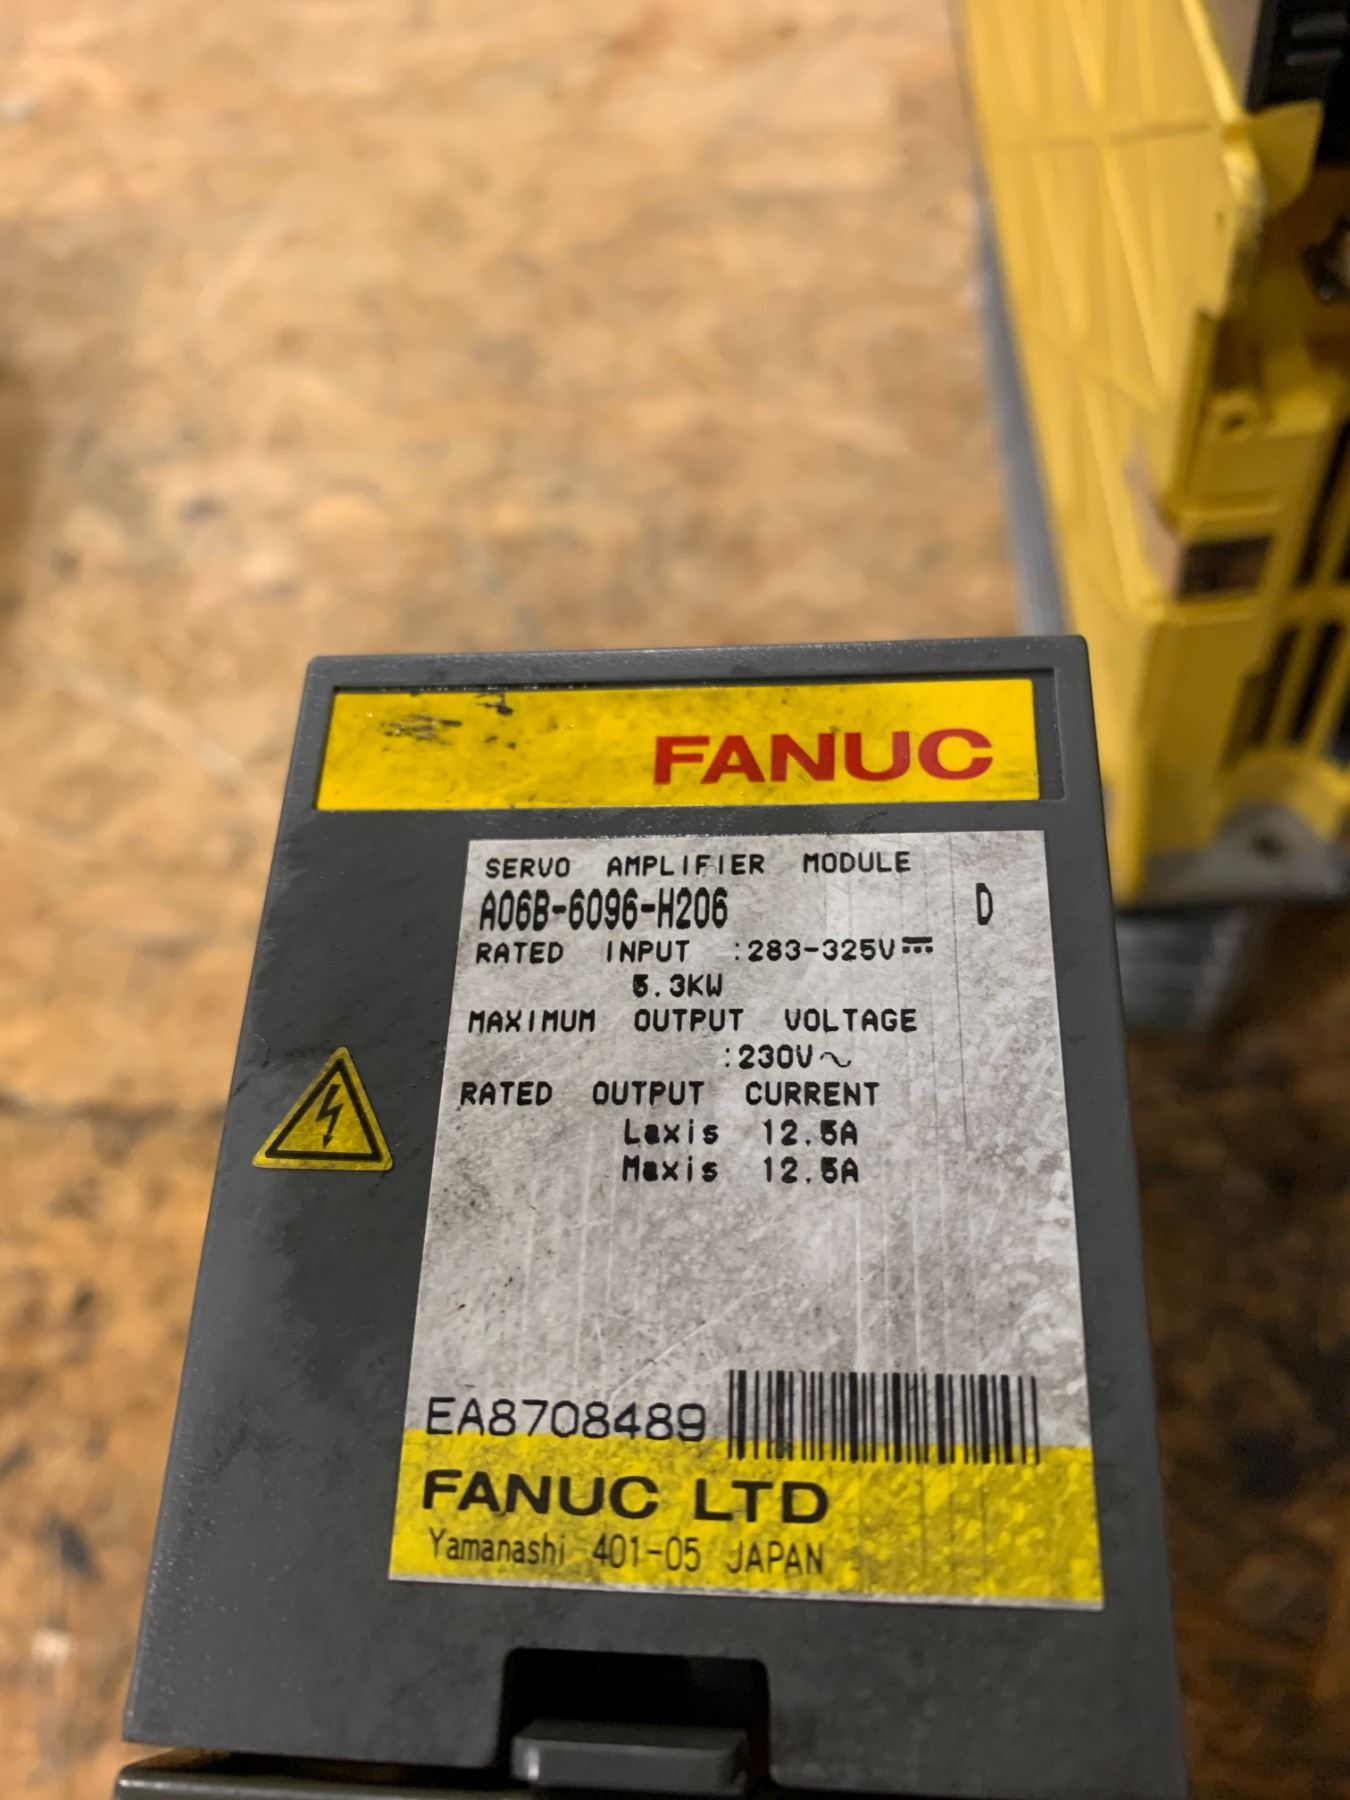 FANUC
SERVO AMPLIFIER MODULE
A06B-6096-H206 D
RATED INPUT :283-325V⎓
5.3KW
MAXIMUM OUTPUT VOLTAGE
:230V∿
RATED OUTPUT CURRENT
Laxis 12.5A
Maxis 12.5A
EA8708489
FANUC LTD
Yamanashi 401-05 JAPAN